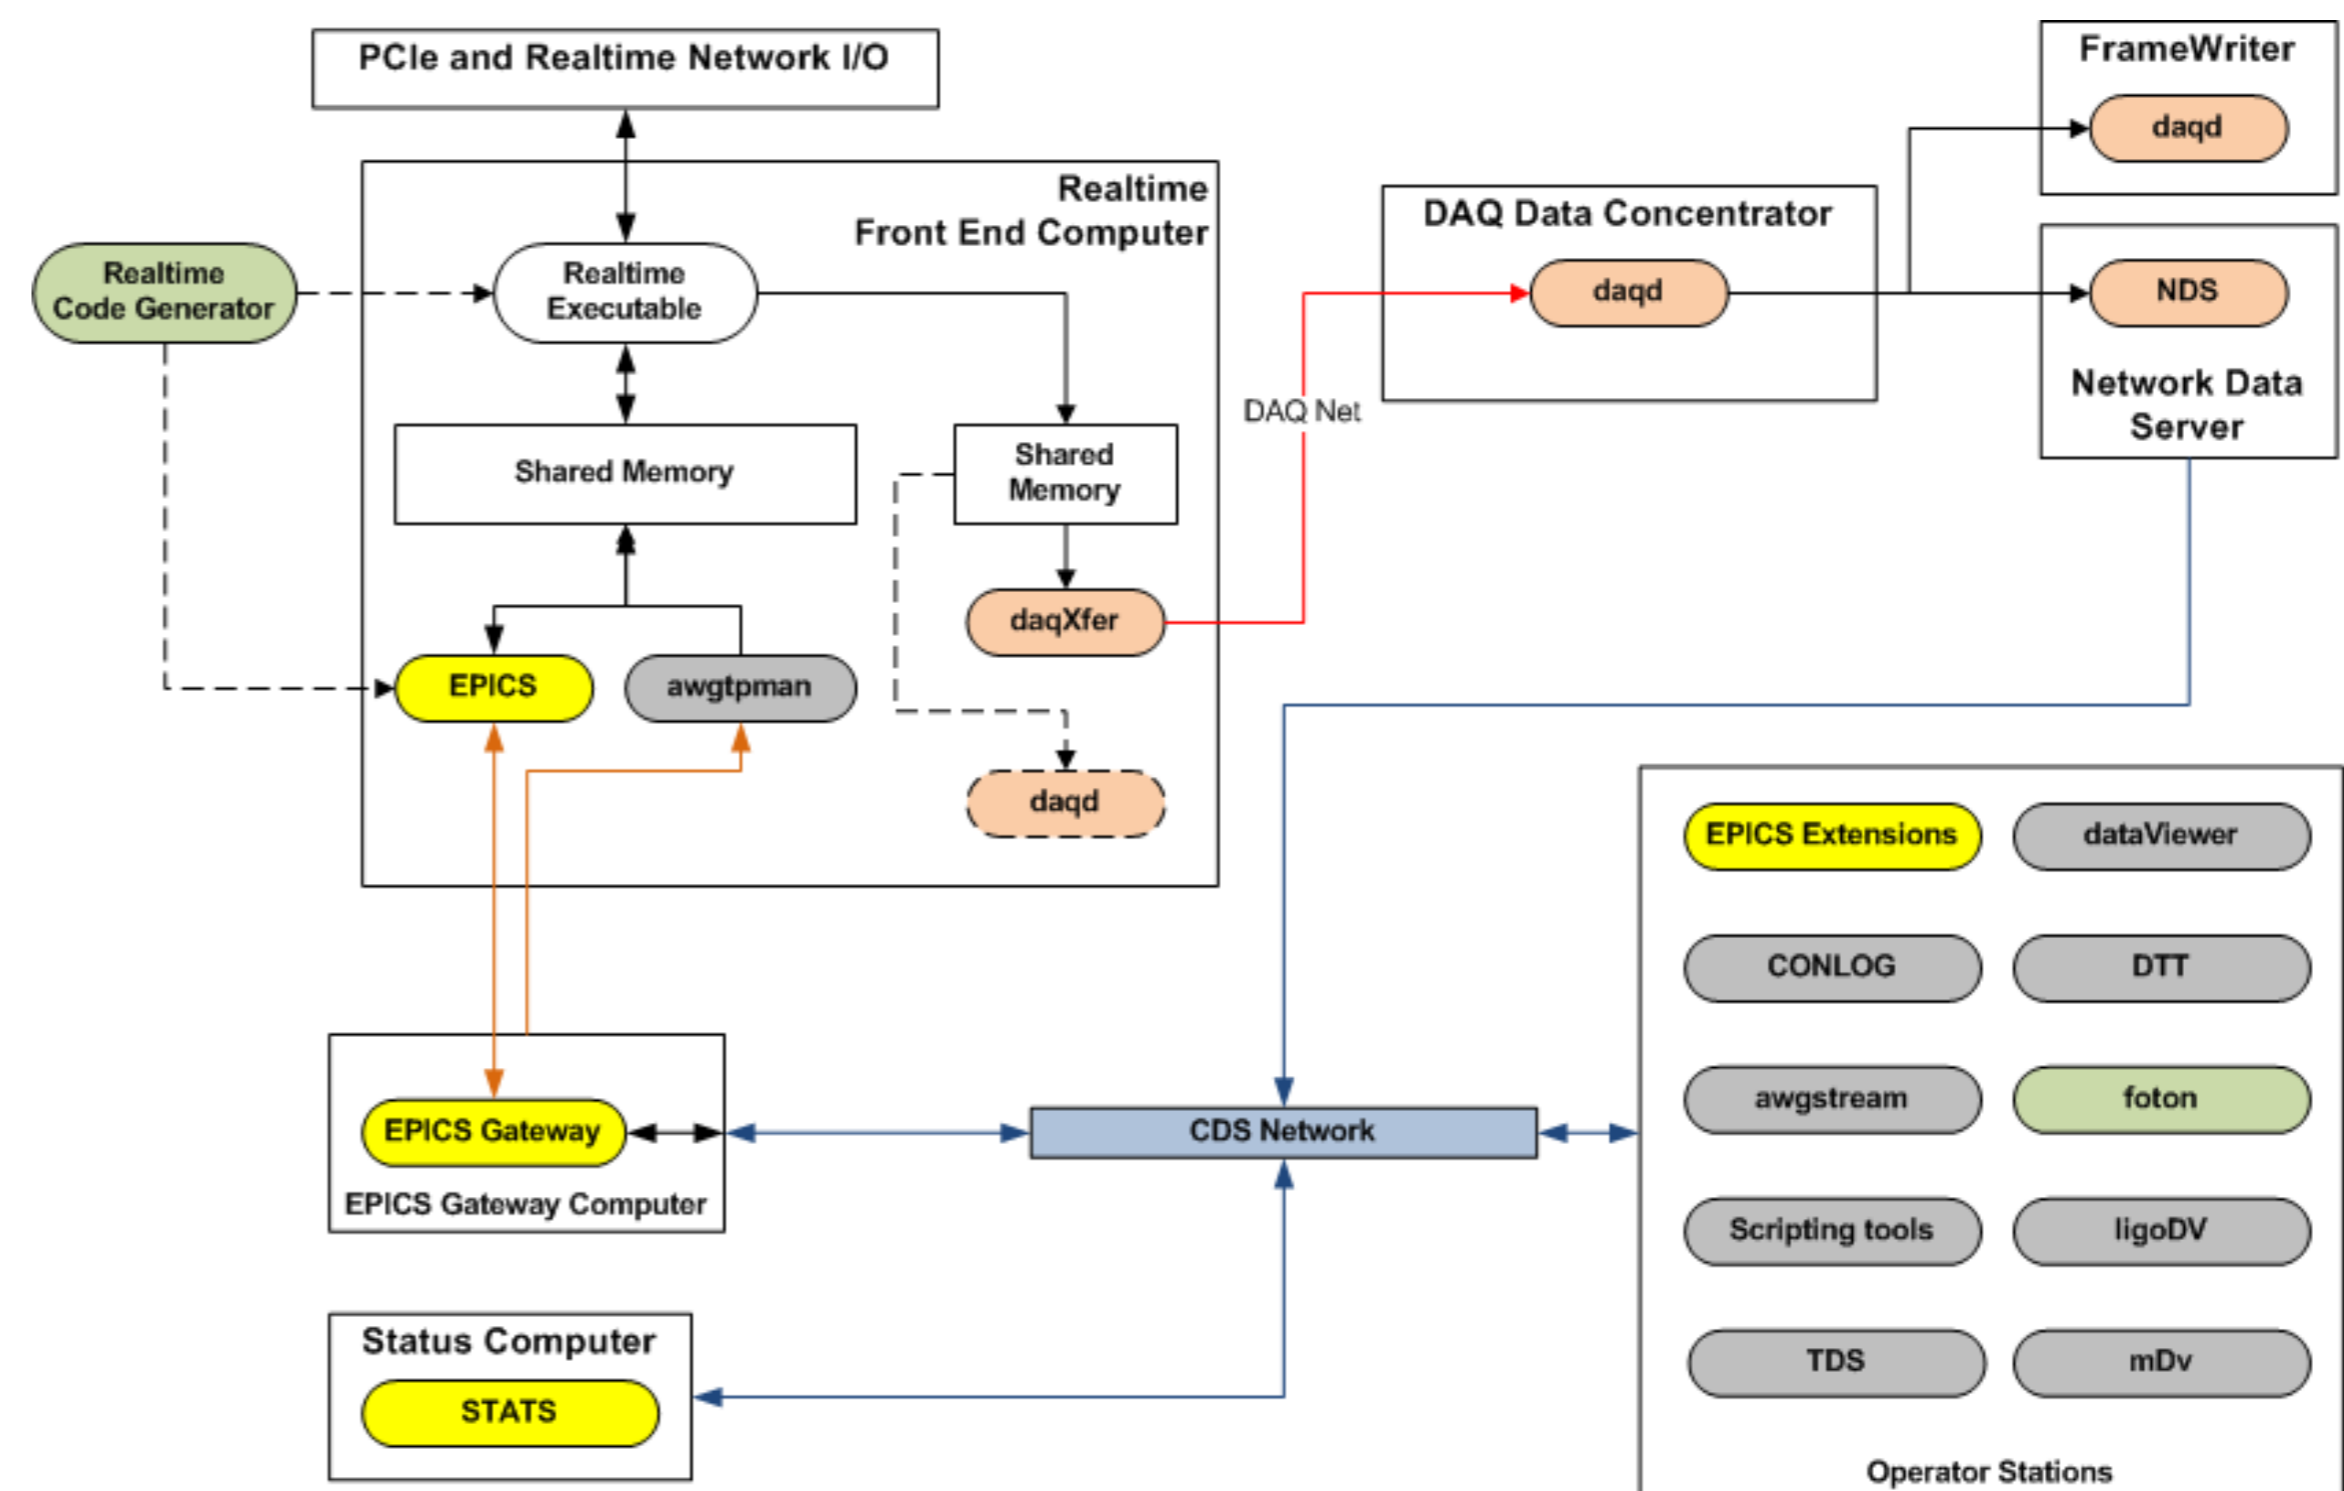 PCIe and Realtime Network I/O
FrameWriter
daqd
Realtime
Front End Computer
DAQ Data Concentrator
daqd
NDS
Network Data
Server
Realtime
Code Generator
Realtime
Executable
DAQ Net
Shared Memory
Shared
Memory
daqXfer
EPICS
awgtpman
daqd
EPICS Extensions
dataViewer
CONLOG
DTT
awgstream
foton
Scripting tools
ligoDV
TDS
mDv
Operator Stations
EPICS Gateway
EPICS Gateway Computer
CDS Network
Status Computer
STATS